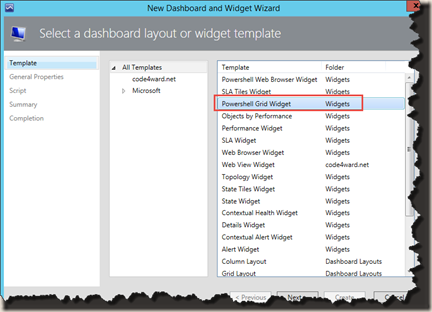 New Dashboard and Widget Wizard
Select a dashboard layout or widget template
Template
General Properties
Script
Summary
Completion
All Templates
code4ward.net
Microsoft
Template Folder
Powershell Web Browser Widget Widgets
SLA Tiles Widget Widgets
Powershell Grid Widget Widgets
Objects by Performance Widgets
Performance Widget Widgets
SLA Widget Widgets
Web Browser Widget Widgets
Web View Widget code4ward.net
Topology Widget Widgets
State Tiles Widget Widgets
State Widget Widgets
Contextual Health Widget Widgets
Details Widget Widgets
Contextual Alert Widget Widgets
Alert Widget Widgets
Column Layout Dashboard Layouts
Grid Layout Dashboard Layouts
< Previous Next > Create Cancel